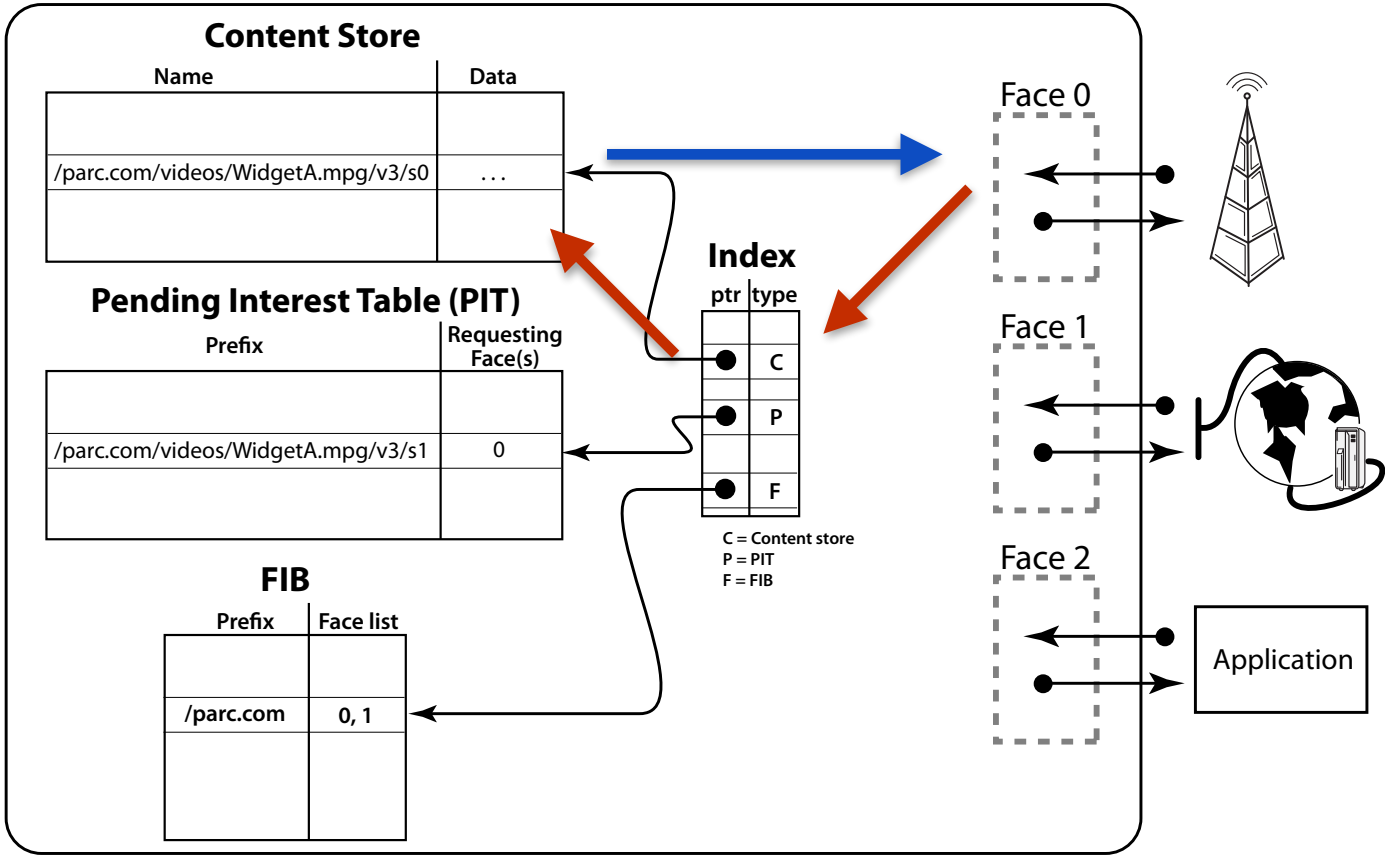 Content Store
Name Data
/parc.com/videos/WidgetA.mpg/v3/s0 ...
Pending Interest Table (PIT)
Prefix Requesting
Face(s)
/parc.com/videos/WidgetA.mpg/v3/s1 0
FIB
Prefix Face list
/parc.com 0, 1
Index
ptr type
C
P
F
C = Content store
P = PIT
F = FIB
Face 0
Face 1
Face 2
Application